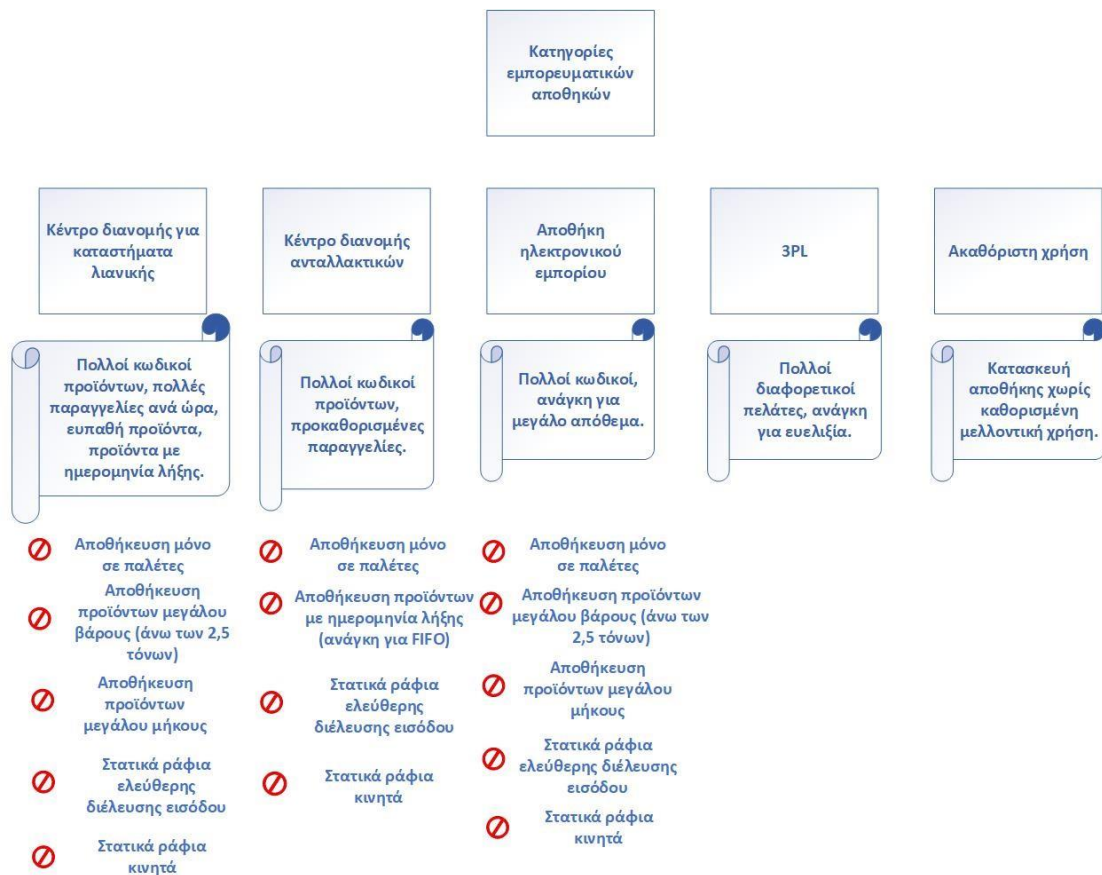 Κατηγορίες
εμπορευματικών
αποθηκών
Κέντρο διανομής για
καταστήματα
λιανικής
Κέντρο διανομής
ανταλλακτικών
Αποθήκη
ηλεκτρονικού
εμπορίου
3PL
Ακαθόριστη χρήση
Πολλοί κωδικοί
προϊόντων, πολλές
παραγγελίες ανά ώρα,
ευπαθή προϊόντα,
προϊόντα με
ημερομηνία λήξης.
Πολλοί κωδικοί
προϊόντων,
προκαθορισμένες
παραγγελίες.
Πολλοί κωδικοί,
ανάγκη για
μεγάλο απόθεμα.
Πολλοί
διαφορετικοί
πελάτες, ανάγκη
για ευελιξία.
Κατασκευή
αποθήκης χωρίς
καθορισμένη
μελλοντική χρήση.
Αποθήκευση μόνο
σε παλέτες
Αποθήκευση
προϊόντων μεγάλου
βάρους (άνω των 2,5
τόνων)
Αποθήκευση
προϊόντων
μεγάλου μήκους
Στατικά ράφια
ελεύθερης
διέλευσης εισόδου
Στατικά ράφια
κινητά
Αποθήκευση μόνο
σε παλέτες
Αποθήκευση προϊόντων
με ημερομηνία λήξης
(ανάγκη για FIFO)
Στατικά ράφια
ελεύθερης
διέλευσης εισόδου
Στατικά ράφια
κινητά
Αποθήκευση μόνο
σε παλέτες
Αποθήκευση προϊόντων
μεγάλου βάρους (άνω των
2,5 τόνων)
Αποθήκευση
προϊόντων μεγάλου
μήκους
Στατικά ράφια
ελεύθερης διέλευσης
εισόδου
Στατικά ράφια
κινητά